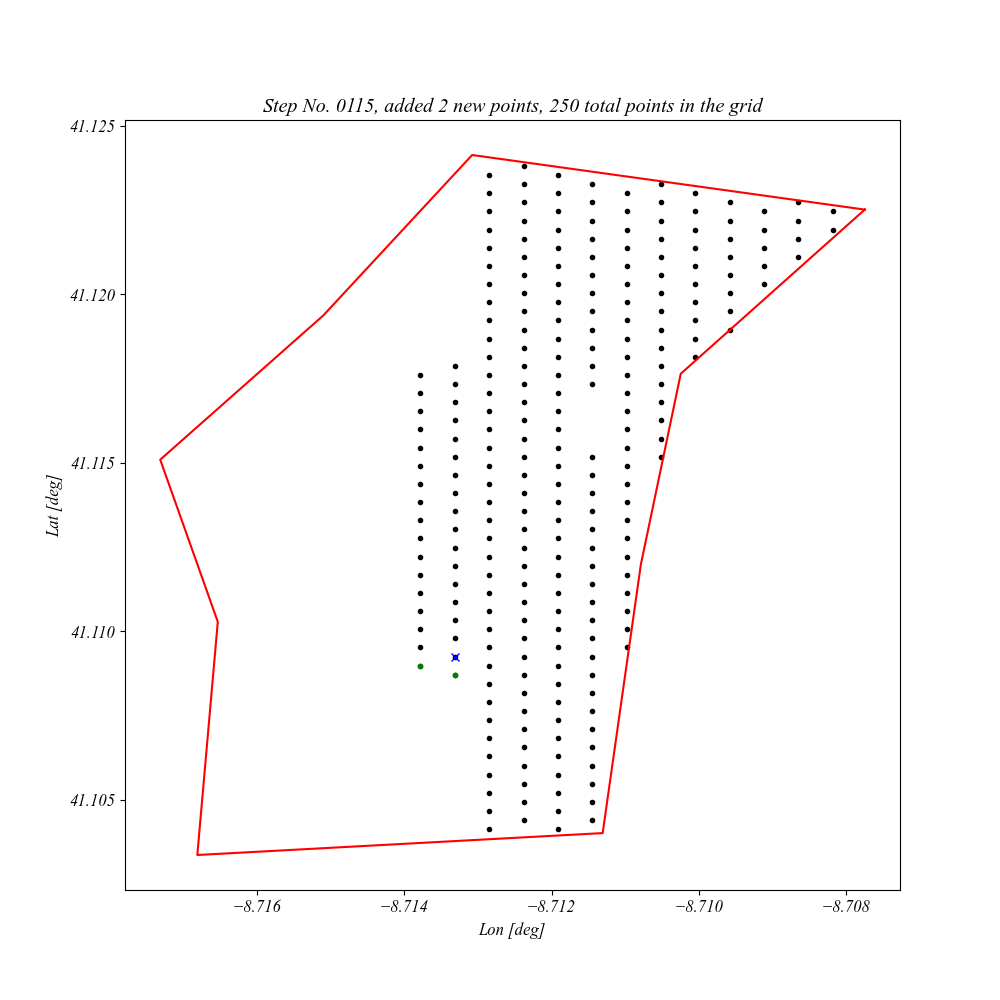 Step No. 0115, added 2 new points, 250 total points in the grid
41.125
41.120
41.115
41.110
41.105
Lat [deg]
−8.716 −8.714 −8.712 −8.710 −8.708
Lon [deg]